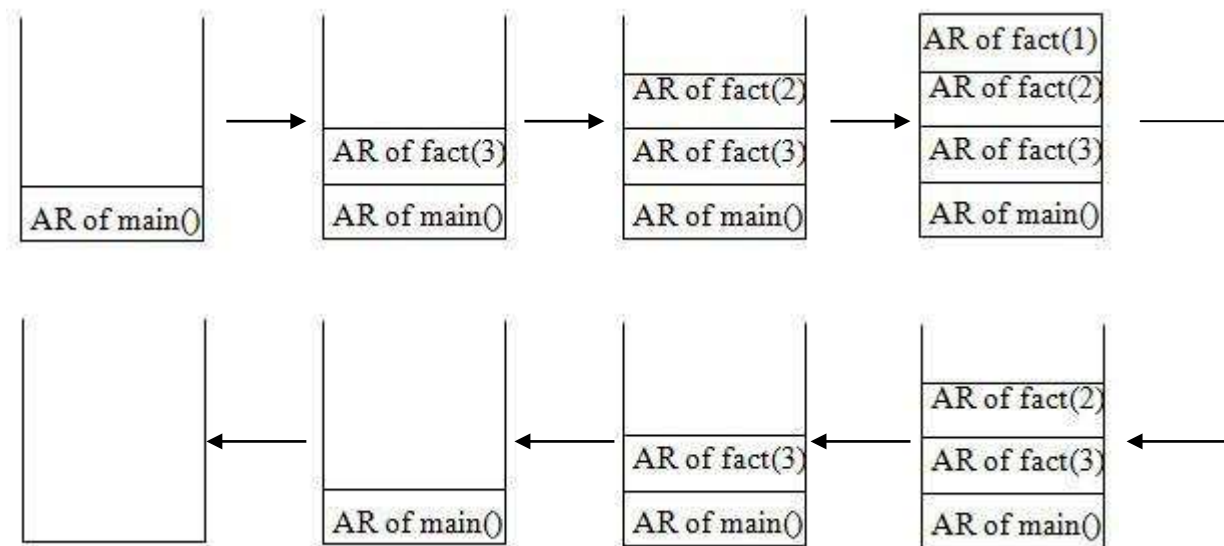 AR of main()
AR of fact(3)
AR of main()
AR of fact(2)
AR of fact(3)
AR of main()
AR of fact(1)
AR of fact(2)
AR of fact(3)
AR of main()
AR of main()
AR of fact(3)
AR of main()
AR of fact(2)
AR of fact(3)
AR of main()